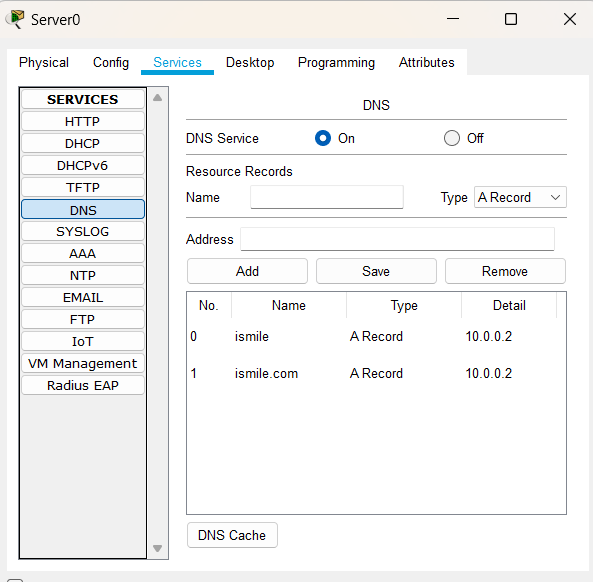 Server0
Physical Config Services Desktop Programming Attributes
SERVICES
HTTP
DHCP
DHCPv6
TFTP
DNS
SYSLOG
AAA
NTP
EMAIL
FTP
IoT
VM Management
Radius EAP
DNS
DNS Service On Off
Resource Records
Name Type A Record
Address
Add Save Remove
No. Name Type Detail
0 ismile A Record 10.0.0.2
1 ismile.com A Record 10.0.0.2
DNS Cache